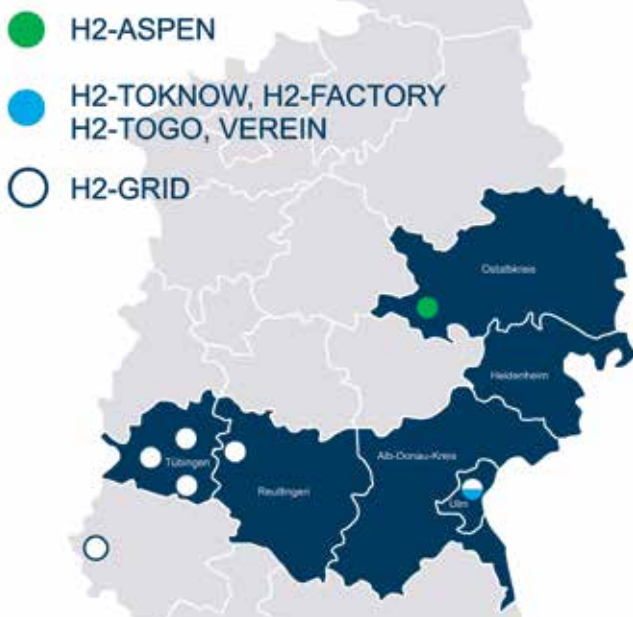 H2-ASPEN
H2-TOKNOW, H2-FACTORY
H2-TOGO, VEREIN
H2-GRID
Ostalbkreis
Heidenheim
Alb-Donau-Kreis
Tübingen
Reutlingen
Ulm